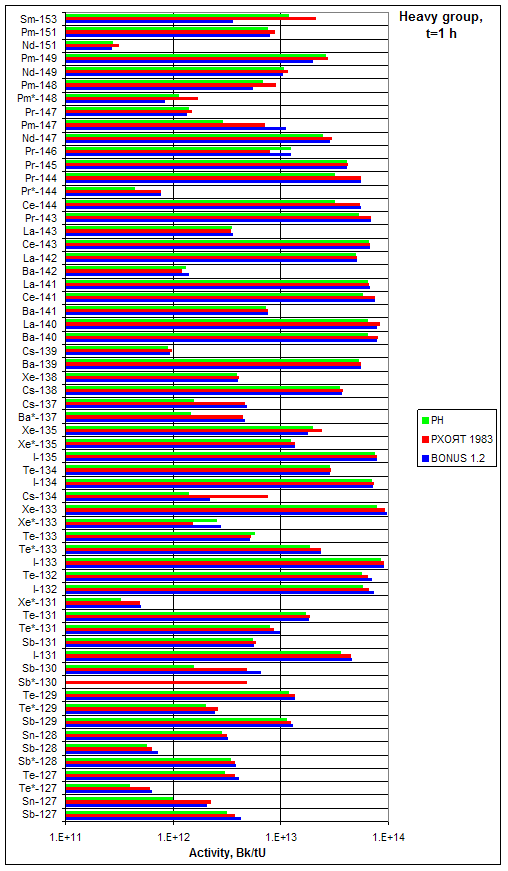 Heavy group,
t=1 h
Sm-153
Pm-151
Nd-151
Pm-149
Nd-149
Pm-148
Pm*-148
Pr-147
Pm-147
Nd-147
Pr-146
Pr-145
Pr-144
Pr*-144
Ce-144
Pr-143
La-143
Ce-143
La-142
Ba-142
La-141
Ce-141
Ba-141
La-140
Ba-140
Cs-139
Ba-139
Xe-138
Cs-138
Cs-137
Ba*-137
Xe-135
Xe*-135
I-135
Te-134
I-134
Cs-134
Xe-133
Xe*-133
Te-133
Te*-133
I-133
Te-132
I-132
Xe*-131
Te-131
Te*-131
Sb-131
I-131
Sb-130
Sb*-130
Te-129
Te*-129
Sb-129
Sn-128
Sb-128
Sb*-128
Te-127
Te*-127
Sn-127
Sb-127
PH
РХОЯТ 1983
BONUS 1.2
1.E+11 1.E+12 1.E+13 1.E+14
Activity, Bk/tU